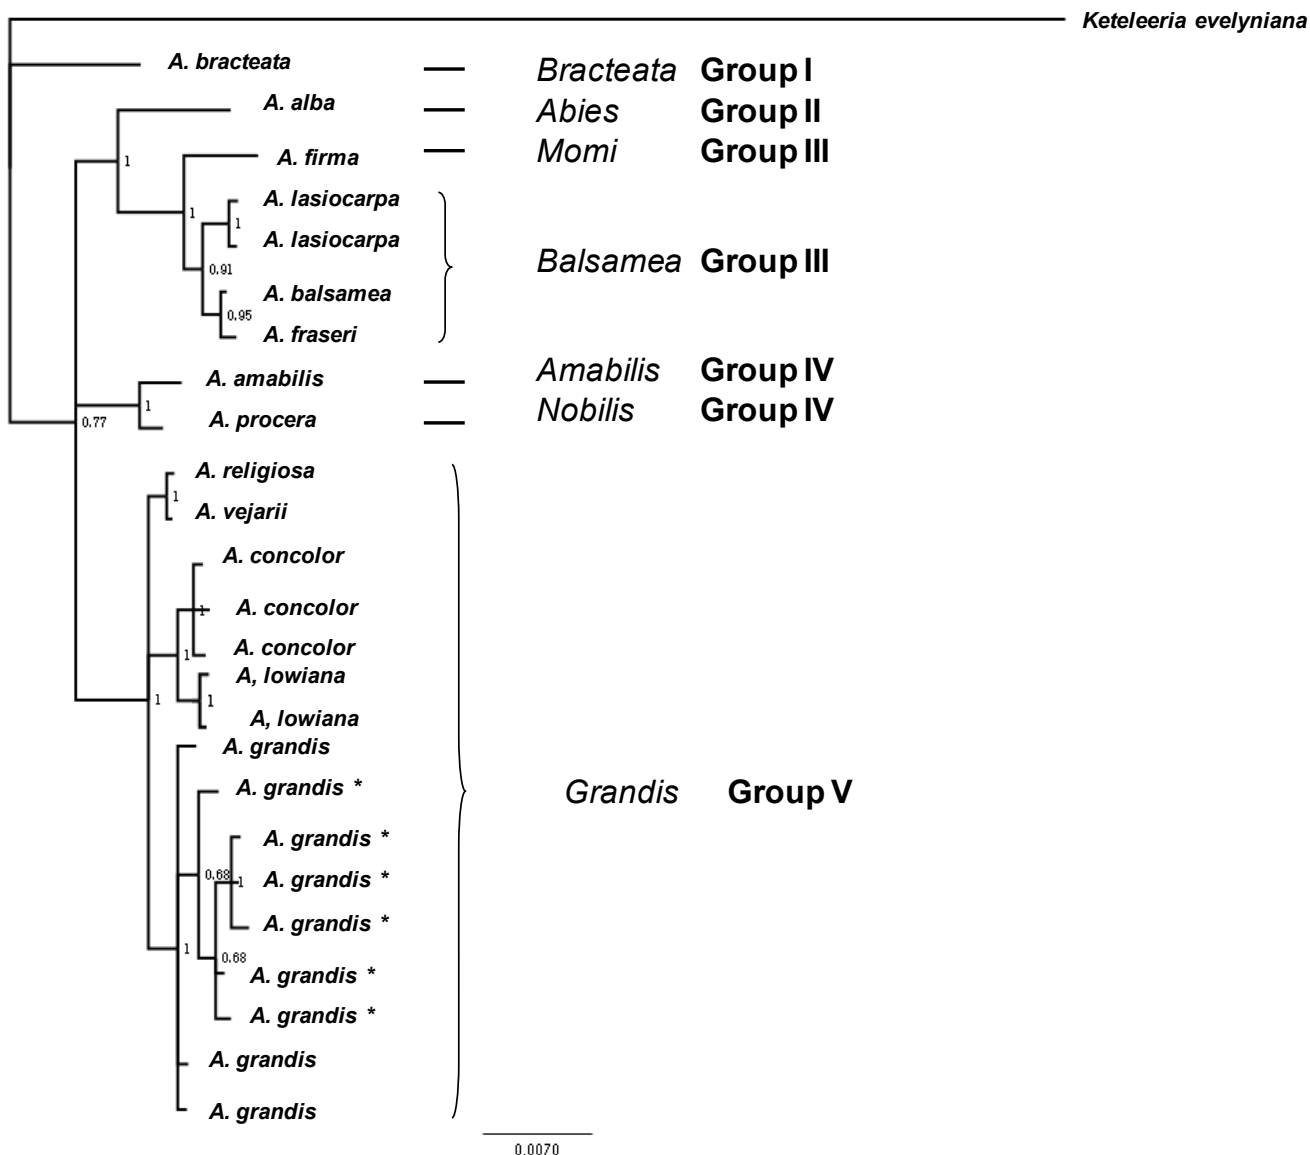 Keteleeria evelyniana
A. bracteata Bracteata Group I
A. alba Abies Group II
1
A. firma Momi Group III
A. lasiocarpa
1
1
A. lasiocarpa
Balsamea Group III
0.91
A. balsamea
0.95
A. fraseri
A. amabilis Amabilis Group IV
1
A. procera Nobilis Group IV
0.77
A. religiosa
1
A. vejarii
A. concolor
A. concolor
1
A. concolor
1
A, lowiana
1
1
A, lowiana
A. grandis
A. grandis *
Grandis Group V
A. grandis *
0.68
A. grandis *
1
A. grandis *
1
0.68
A. grandis *
A. grandis *
A. grandis
A. grandis
0.0070